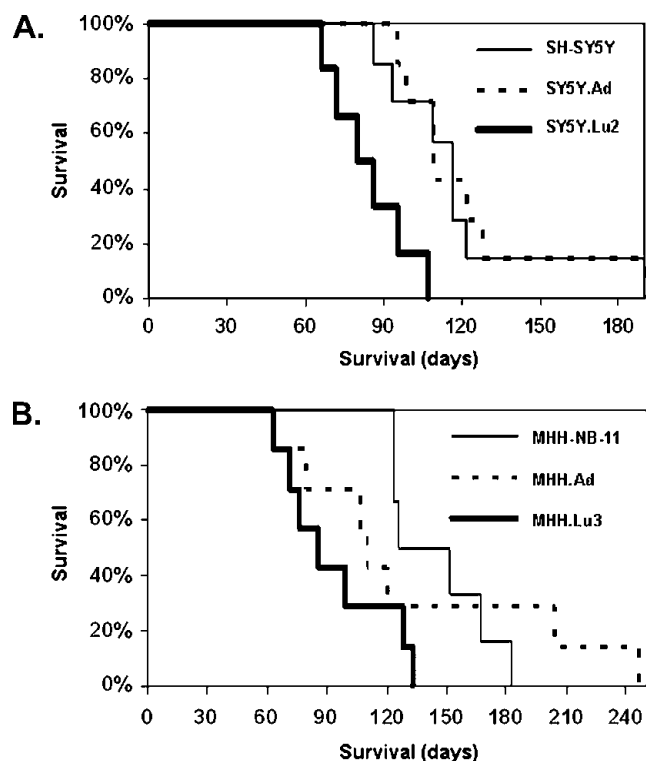 A.
100%
80%
60%
40%
20%
0%
Survival
SH-SY5Y
SY5Y.Ad
SY5Y.Lu2
0 30 60 90 120 150 180
Survival (days)
B.
100%
80%
60%
40%
20%
0%
Survival
MHH-NB-11
MHH.Ad
MHH.Lu3
0 60 90 120 150 180 210 240
Survival (days)